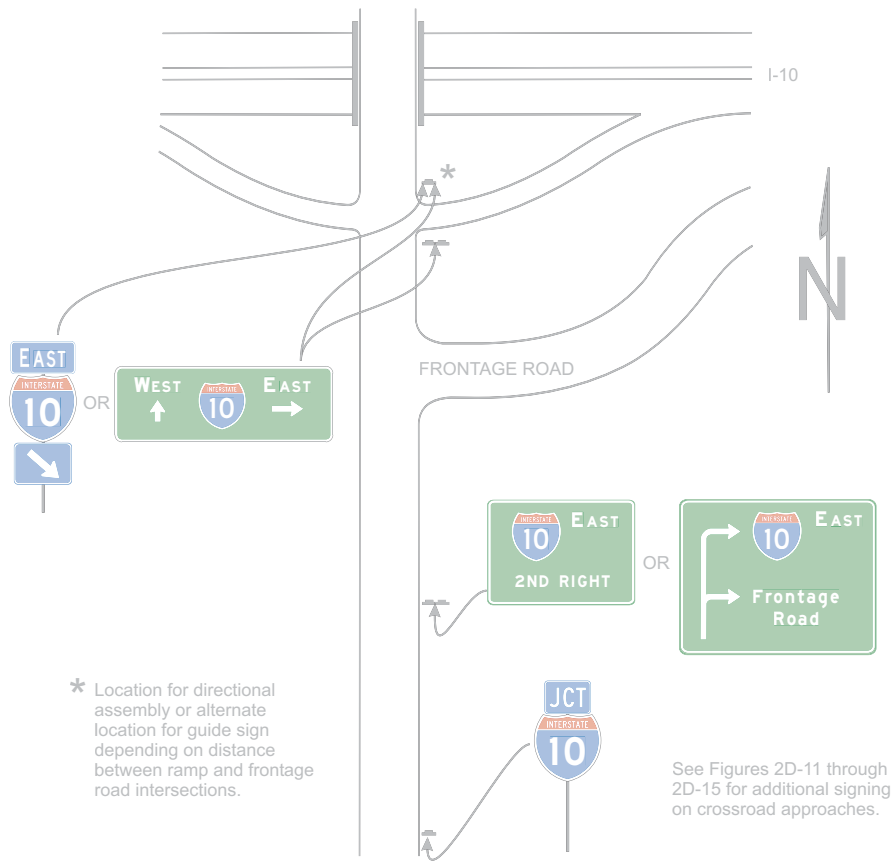 I-10
*
N
EAST
INTERSTATE
10
OR
WEST INTERSTATE EAST
10
FRONTAGE ROAD
INTERSTATE EAST
10
2ND RIGHT
OR
INTERSTATE EAST
10
Frontage
Road
* Location for directional
assembly or alternate
location for guide sign
depending on distance
between ramp and frontage
road intersections.
JCT
INTERSTATE
10
See Figures 2D-11 through
2D-15 for additional signing
on crossroad approaches.